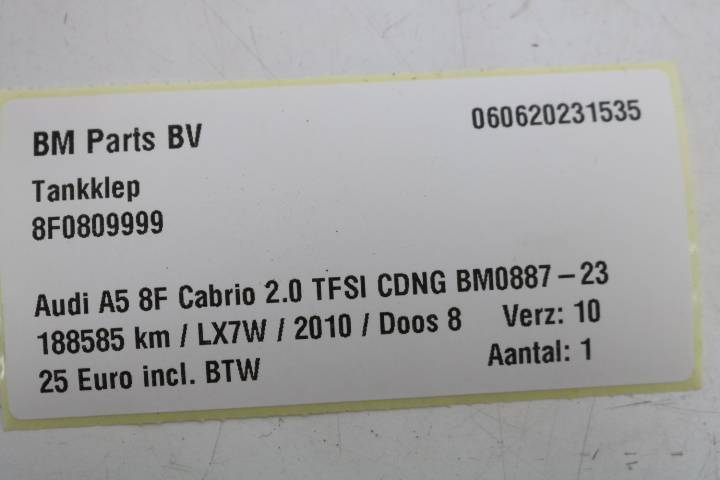 BM Parts BV 060620231535
Tankklep
8F0809999
Audi A5 8F Cabrio 2.0 TFSI CDNG BM0887-23
188585 km / LX7W / 2010 / Doos 8 Verz: 10
25 Euro incl. BTW Aantal: 1